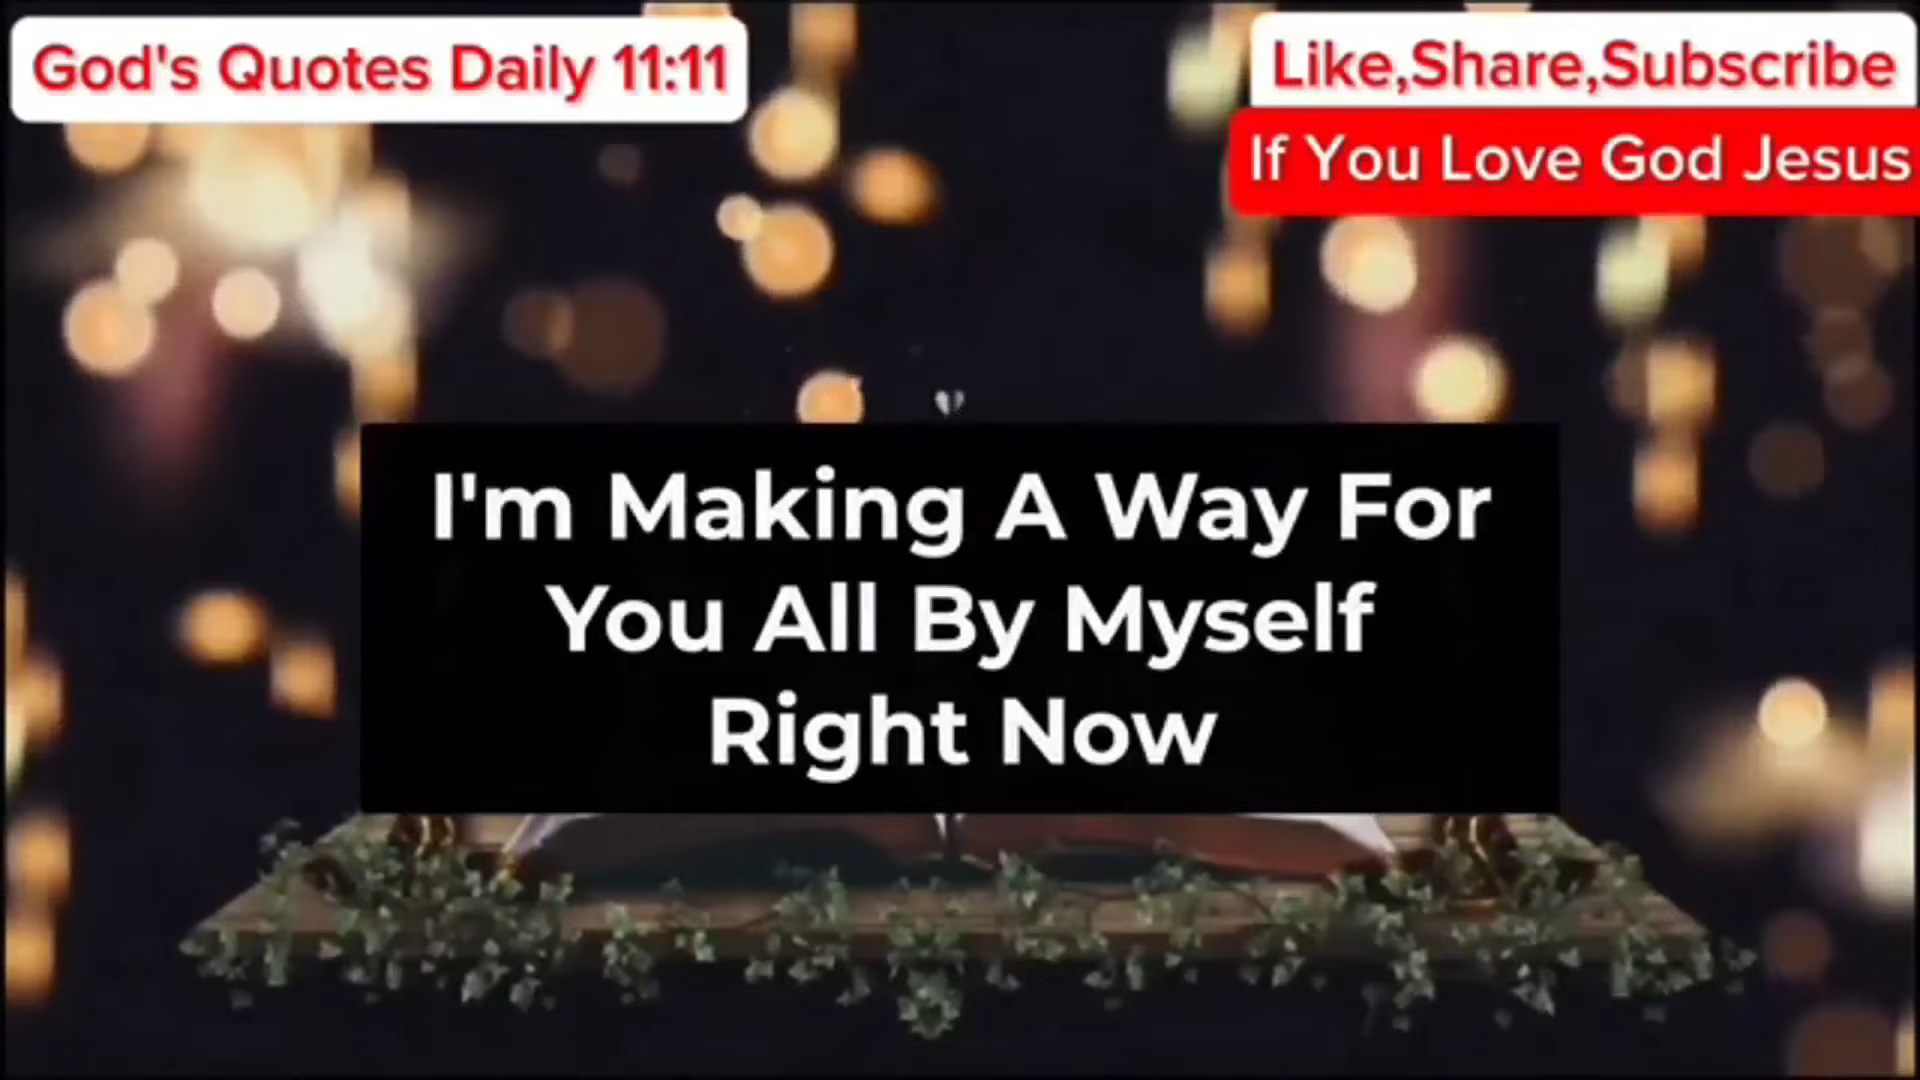 God's Quotes Daily 11:11
Like,Share,Subscribe
If You Love God Jesus
I'm Making A Way For
You All By Myself
Right Now